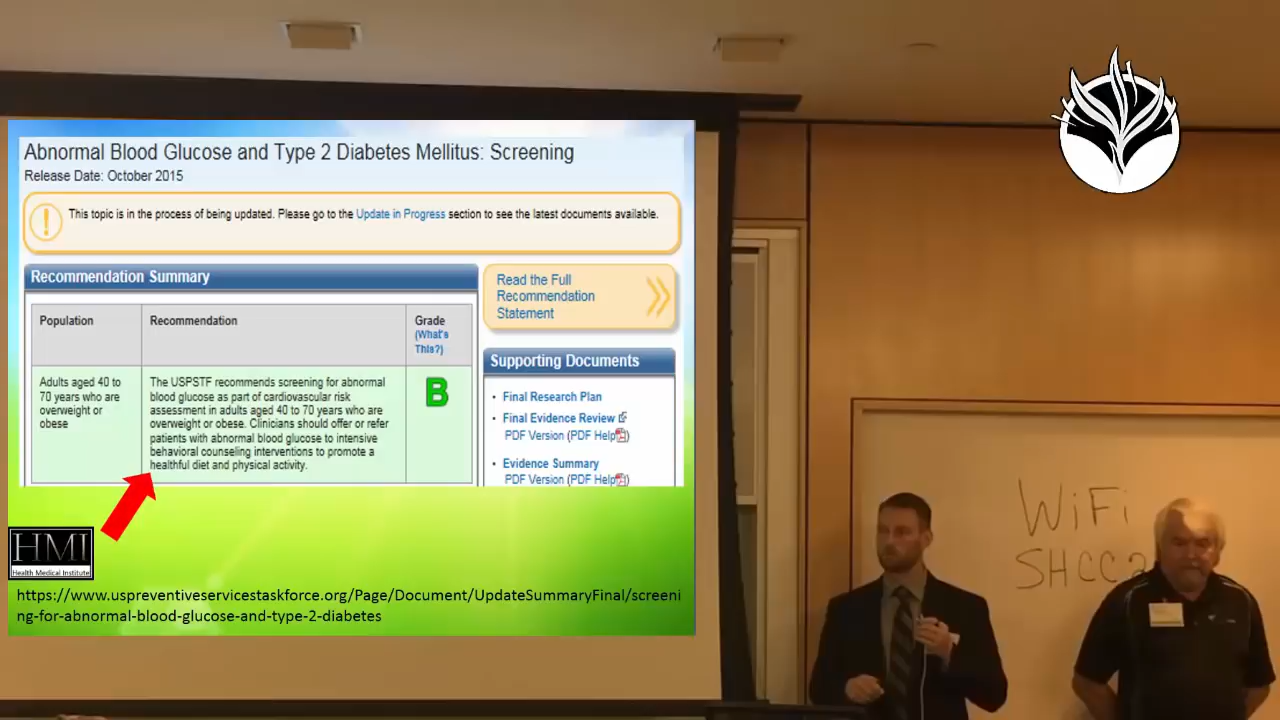 Abnormal Blood Glucose and Type 2 Diabetes Mellitus: Screening
Release Date: October 2015
This topic is in the process of being updated. Please go to the Update in Progress section to see the latest documents available.
Recommendation Summary
Population
Recommendation
Grade
(What's
This?)
Adults aged 40 to
70 years who are
overweight or
obese
The USPSTF recommends screening for abnormal
blood glucose as part of cardiovascular risk
assessment in adults aged 40 to 70 years who are
overweight or obese. Clinicians should offer or refer
patients with abnormal blood glucose to intensive
behavioral counseling interventions to promote a
healthful diet and physical activity.
B
Read the Full
Recommendation
Statement
Supporting Documents
Final Research Plan
Final Evidence Review
PDF Version (PDF Help)
Evidence Summary
PDF Version (PDF Help)
HMI
Health Medical Institute
https://www.uspreventiveservicestaskforce.org/Page/Document/UpdateSummaryFinal/screeni
ng-for-abnormal-blood-glucose-and-type-2-diabetes
WiFi